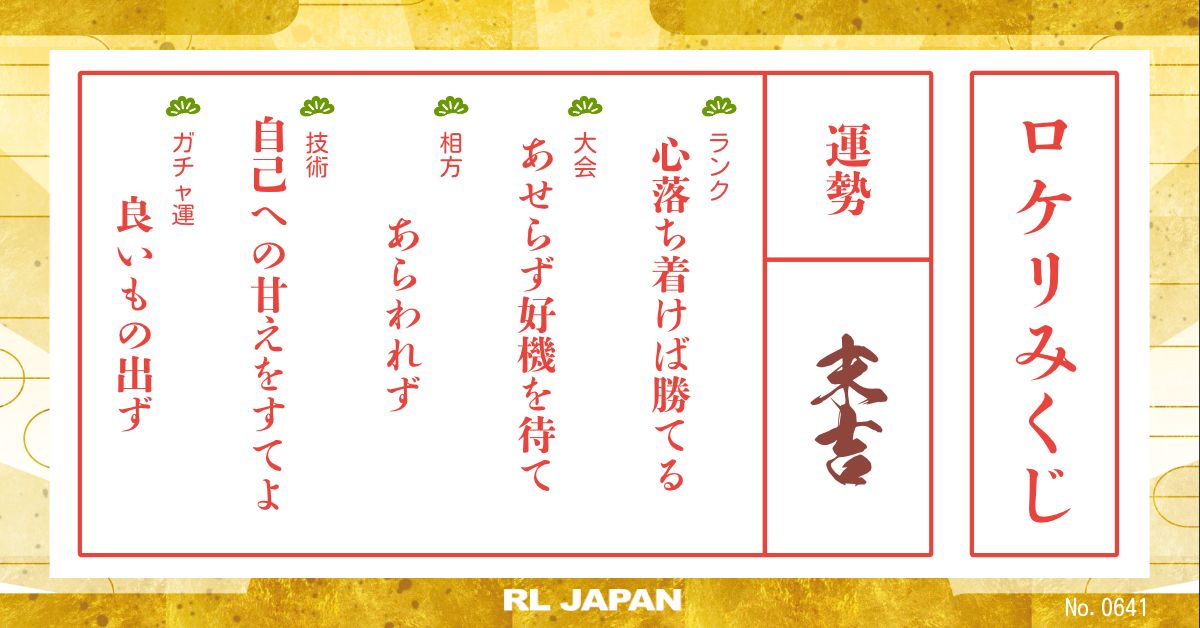 ロケリみくじ
運勢
末吉
ランク
心落ち着けば勝てる
大会
あせらず好機を待て
相方
あらわれず
技術
自己への甘えをすてよ
ガチャ運
良いもの出ず
RL JAPAN
No. 0641